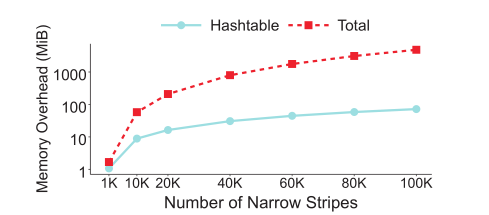 Hashtable Total
Memory Overhead (MiB)
1000
100
10
1
1K 10K 20K 40K 60K 80K 100K
Number of Narrow Stripes